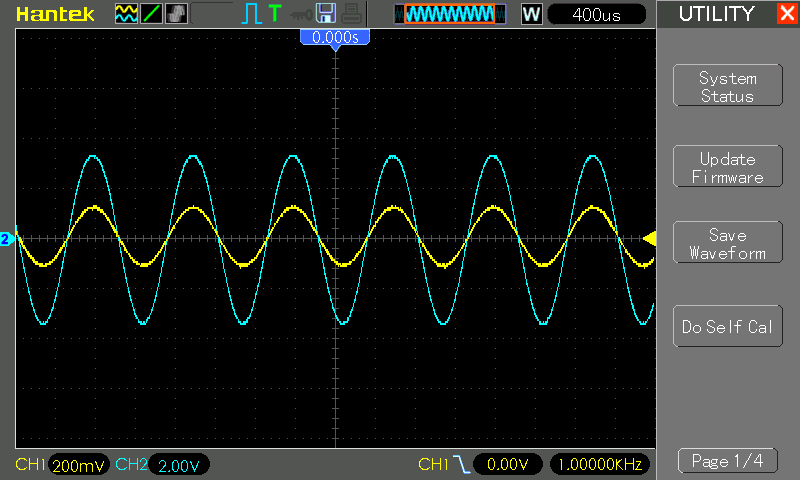 Hantek
T
W
400us
UTILITY
0.000s
System
Status
Update
Firmware
2
Save
Waveform
Do Self Cal
CH1 200mV CH2 2.00V CH1 0.00V 1.00000KHz
Page 1/4